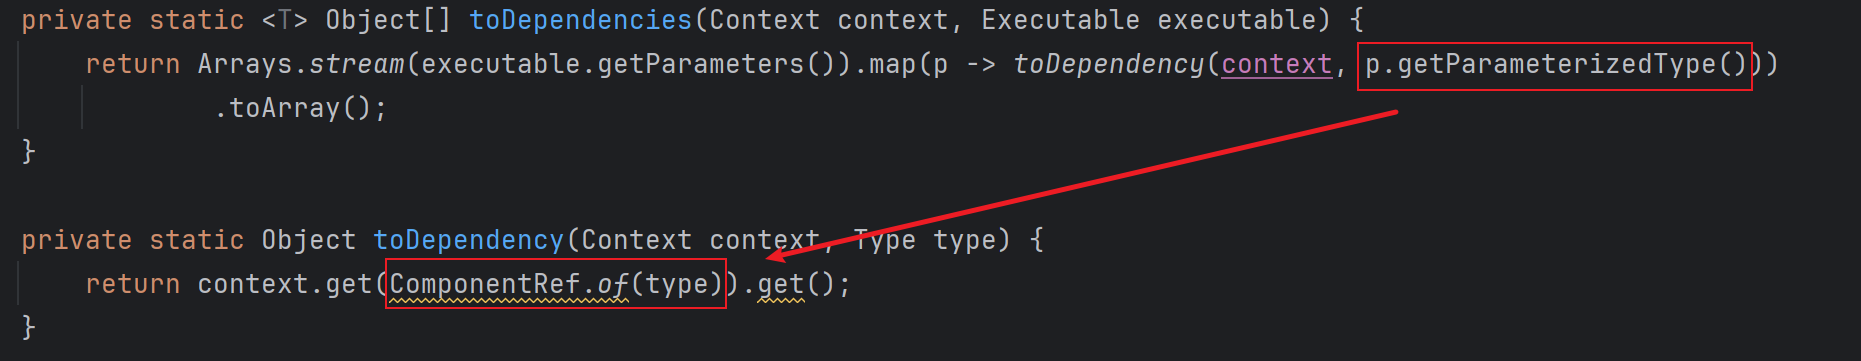 private static <T> Object[] toDependencies(Context context, Executable executable) {
return Arrays.stream(executable.getParameters()).map(p -> toDependency(context, p.getParameterizedType()))
.toArray();
}
private static Object toDependency(Context context, Type type) {
return context.get(ComponentRef.of(type)).get();
}